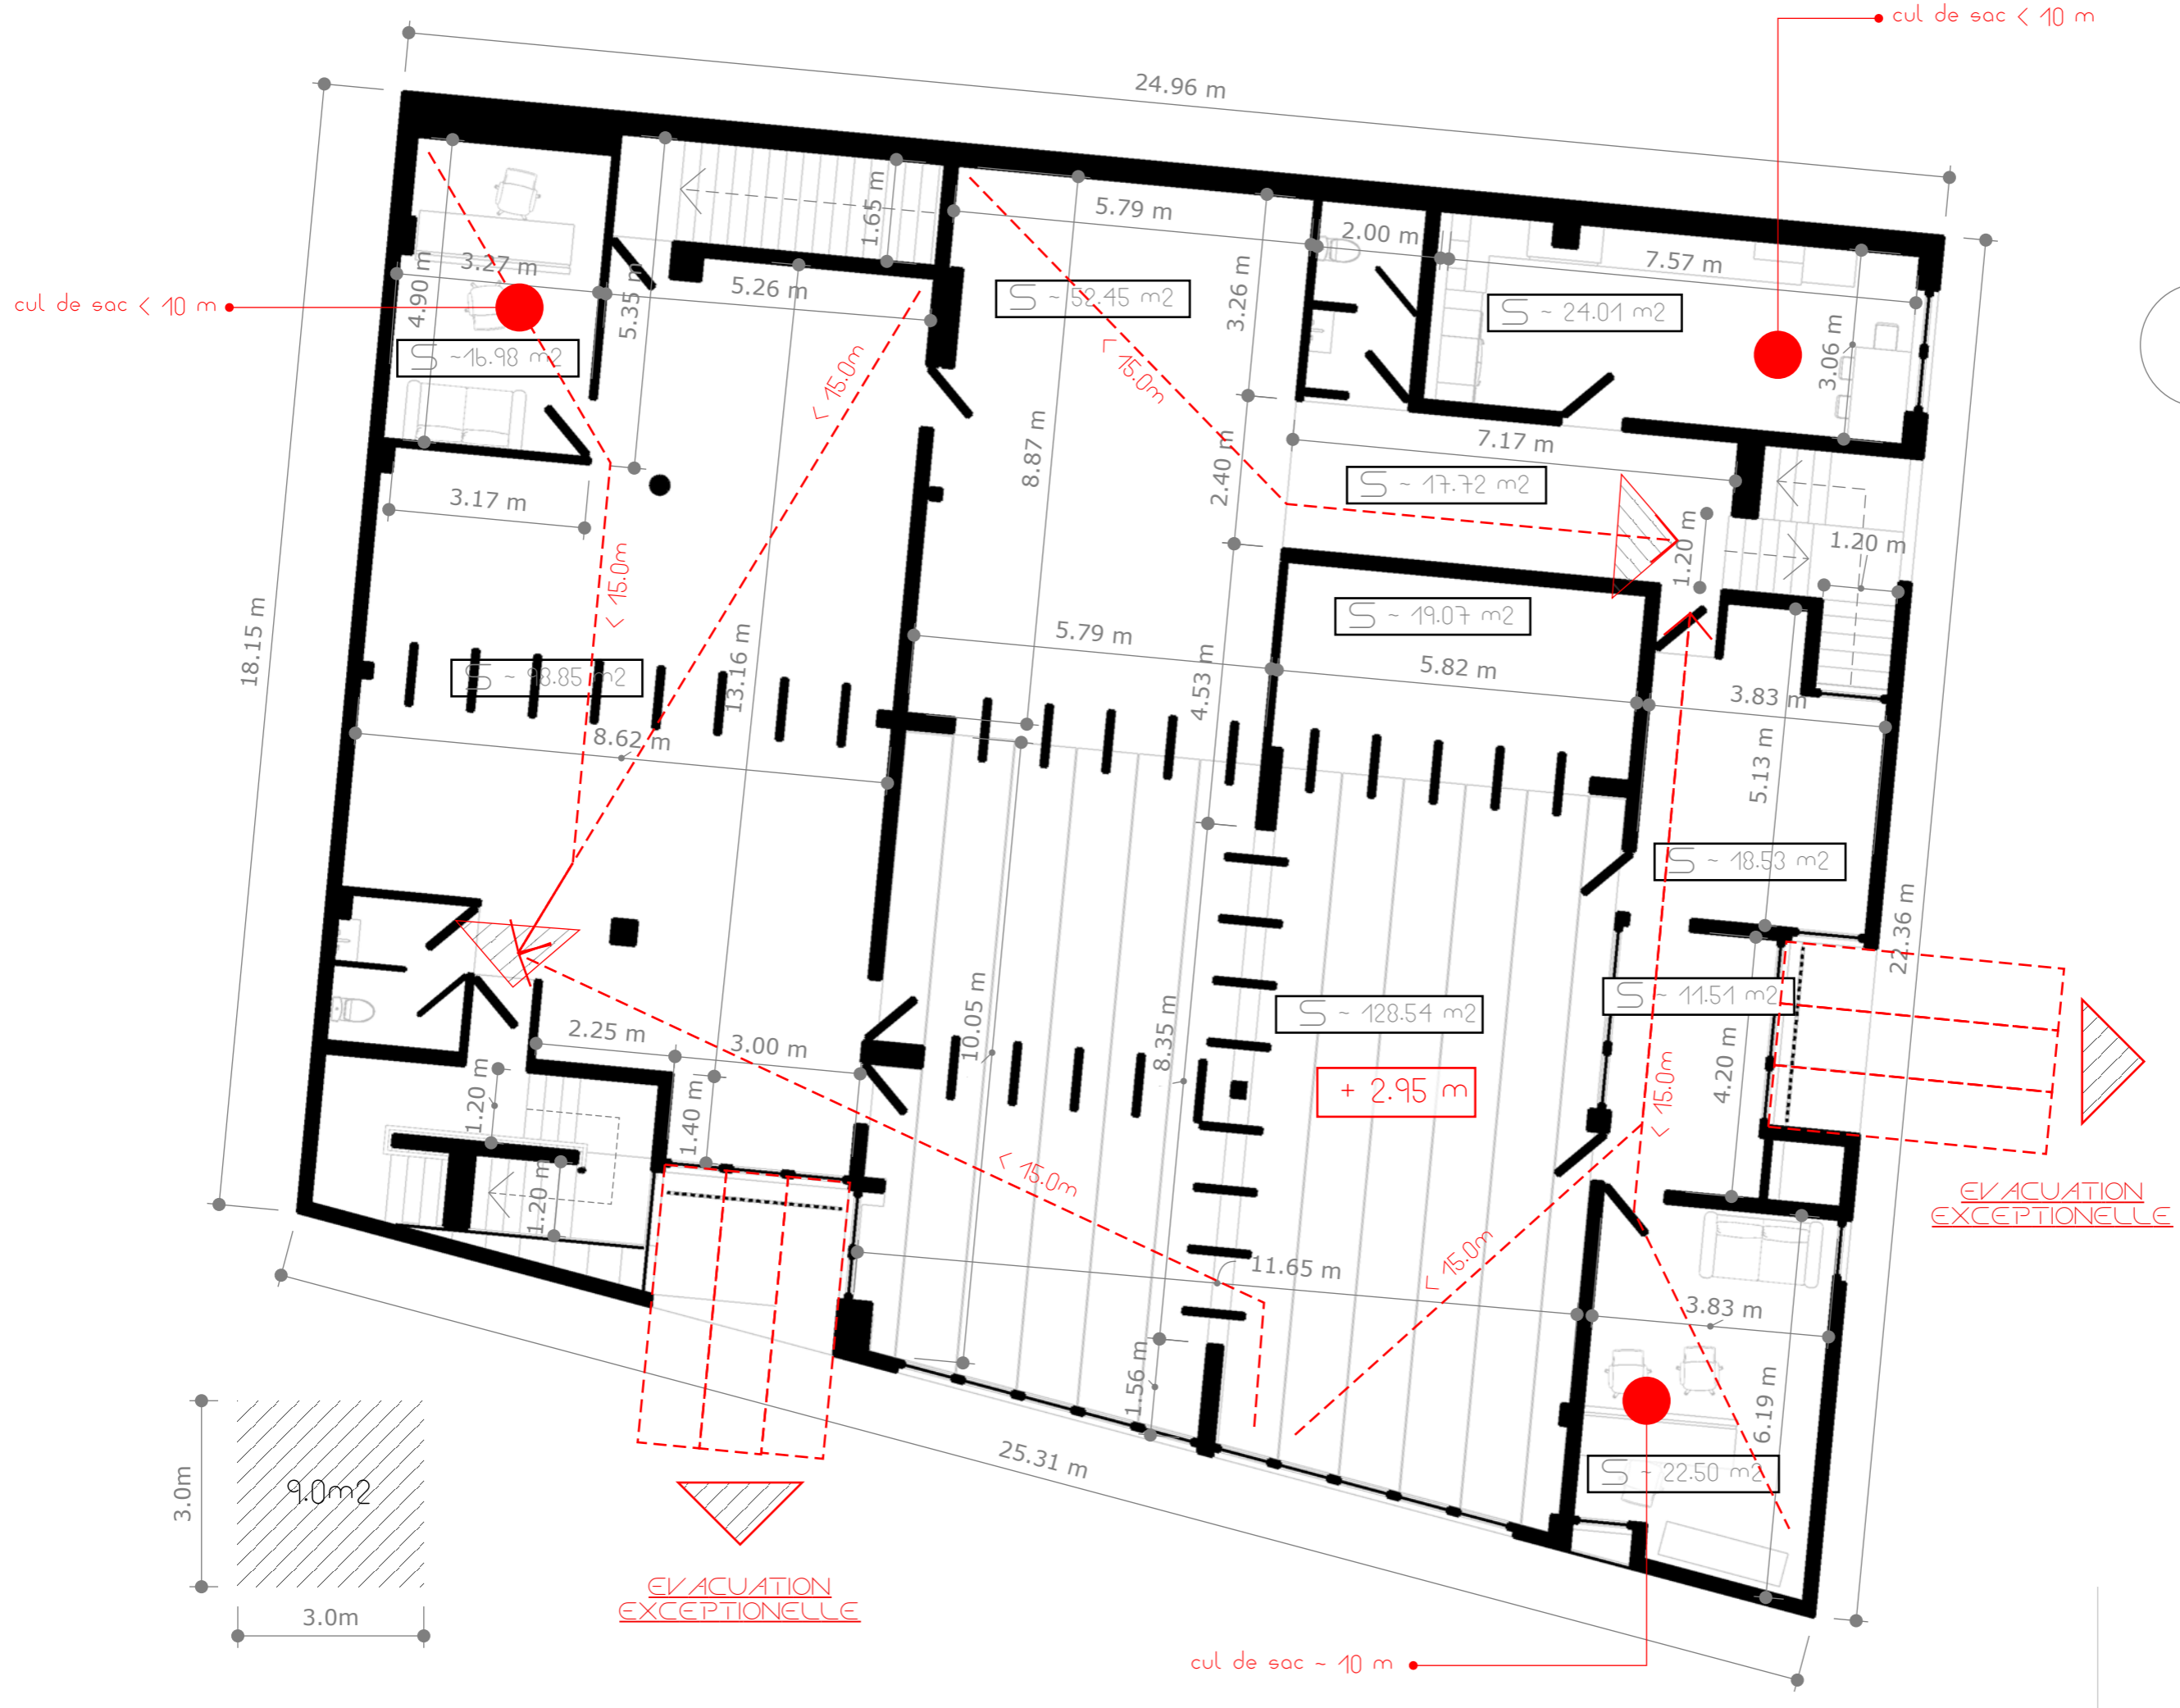 cul de sac < 10 m
24.96 m
1.65 m
5.79 m
2.00 m
7.57 m
3.27 m
4.90 m
5.35 m
5.26 m
3.26 m
S ~ 52.45 m2
S ~ 24.01 m2
cul de sac < 10 m
S ~16.98 m2
3.06 m
< 15.0m
< 15.0m
8.87 m
2.40 m
7.17 m
S ~ 17.72 m2
3.17 m
1.20 m
1.20 m
< 15.0m
18.15 m
S ~ 19.07 m2
5.79 m
5.82 m
S ~ 98.85 m2
13.16 m
4.53 m
3.83 m
8.62 m
5.13 m
S ~ 18.53 m2
22.36 m
S ~ 11.51 m2
S ~ 128.54 m2
10.05 m
8.35 m
2.25 m
3.00 m
4.20 m
1.20 m
1.40 m
+ 2.95 m
< 15.0m
< 15.0m
1.20 m
EVACUATION
EXCEPTIONELLE
11.65 m
< 15.0m
3.83 m
1.56 m
6.19 m
25.31 m
S ~ 22.50 m2
3.0m
9.0m2
3.0m
EVACUATION
EXCEPTIONELLE
cul de sac ~ 10 m